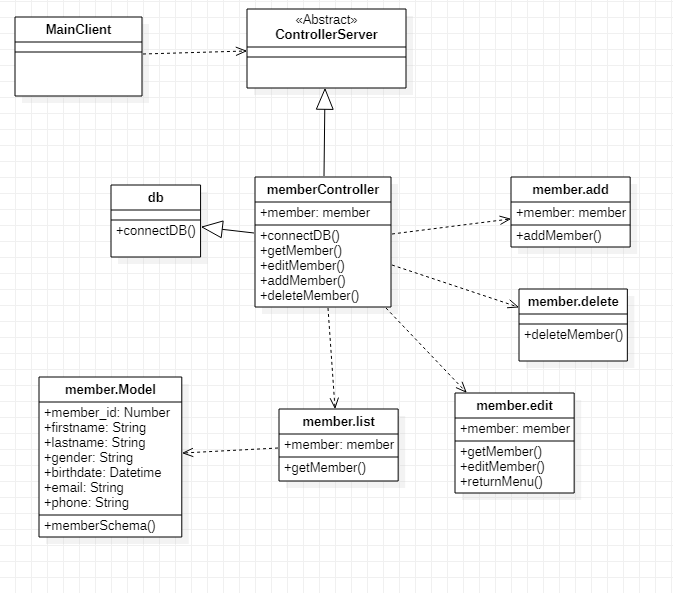 MainClient
«Abstract»
ControllerServer
memberController
+member: member
+connectDB()
+getMember()
+editMember()
+addMember()
+deleteMember()
db
+connectDB()
member.add
+member: member
+addMember()
member.delete
+deleteMember()
member.Model
+member_id: Number
+firstname: String
+lastname: String
+gender: String
+birthdate: Datetime
+email: String
+phone: String
+memberSchema()
member.list
+member: member
+getMember()
member.edit
+member: member
+getMember()
+editMember()
+returnMenu()